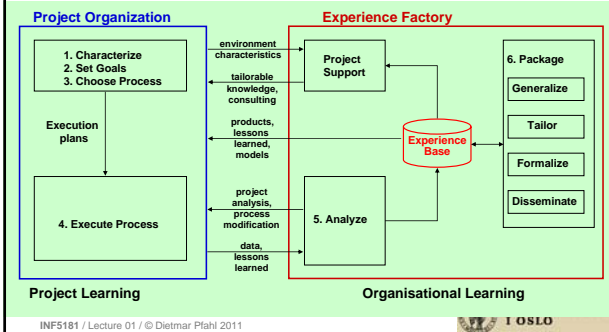 Project Organization
Experience Factory
1. Characterize
2. Set Goals
3. Choose Process
environment
characteristics
tailorable
knowledge,
consulting
Project
Support
6. Package
Generalize
Tailor
Formalize
Disseminate
Execution
plans
products,
lessons
learned,
models
Experience
Base
4. Execute Process
project
analysis,
process
modification
5. Analyze
data,
lessons
learned
Project Learning
Organisational Learning
INF5181 / Lecture 01 / © Dietmar Pfahl 2011
I OSLO